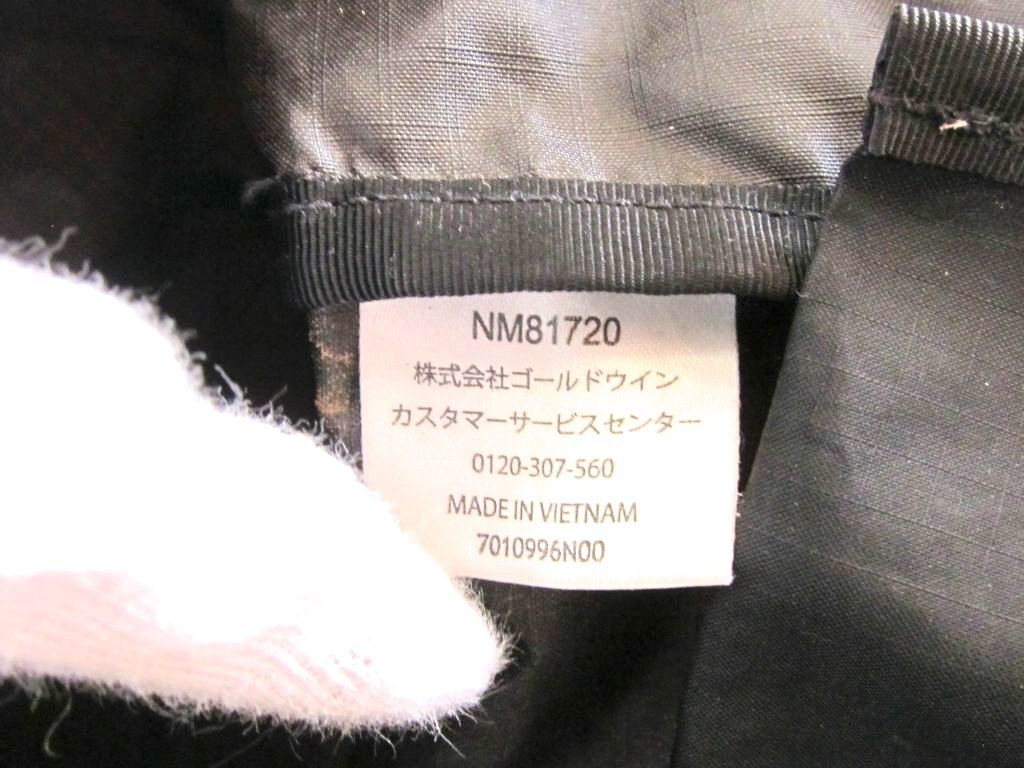 NM81720
株式会社ゴールドウイン
カスタマーサービスセンター
0120-307-560
MADE IN VIETNAM
7010996N00